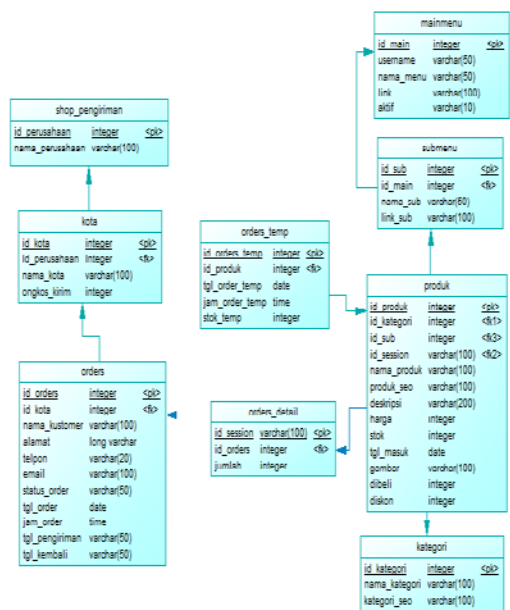 mainmenu
id_main integer <pk>
username varchar(50)
nama_menu varchar(50)
link varchar(100)
aktif varchar(10)
shop_pengiriman
id_perusahaan integer <pk>
nama_perusahaan varchar(100)
submenu
id_sub integer <pk>
id_main integer <fk>
nama_sub varchar(60)
link_sub varchar(100)
kota
id_kota integer <pk>
Id_perusahaan Integer <fk>
nama_kota varchar(100)
ongkos_kirim integer
orders_temp
id_orders_temp integer <pk>
id_produk integer <fk>
tgl_order_temp date
jam_order_temp time
stok_temp integer
produk
id_produk integer <pk>
id_kategori integer <fk1>
id_sub integer <fk3>
id_session varchar(100) <fk2>
nama_produk varchar(100)
produk_seo varchar(100)
deskripsi varchar(200)
harga integer
stok integer
tgl_masuk date
gambar varchar(100)
dibeli integer
diskon integer
orders
id_orders integer <pk>
id_kota integer <fk>
nama_kustomer varchar(100)
alamat long varchar
telpon varchar(20)
email varchar(100)
status_order varchar(50)
tgl_order date
jam_order time
tgl_pengiriman varchar(50)
tgl_kembali varchar(50)
orders_detail
id_session varchar(100) <pk>
id_orders integer <fk>
jumlah integer
kategori
id_kategori integer <pk>
nama_kategori varchar(100)
kategori_seo varchar(100)